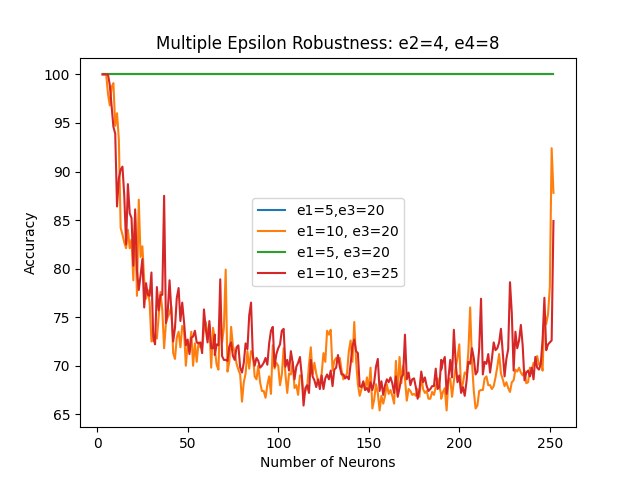 Multiple Epsilon Robustness: e2=4, e4=8
100
95
90
85
80
75
70
65
Accuracy
e1=5,e3=20
e1=10, e3=20
e1=5, e3=20
e1=10, e3=25
0 50 100 150 200 250
Number of Neurons